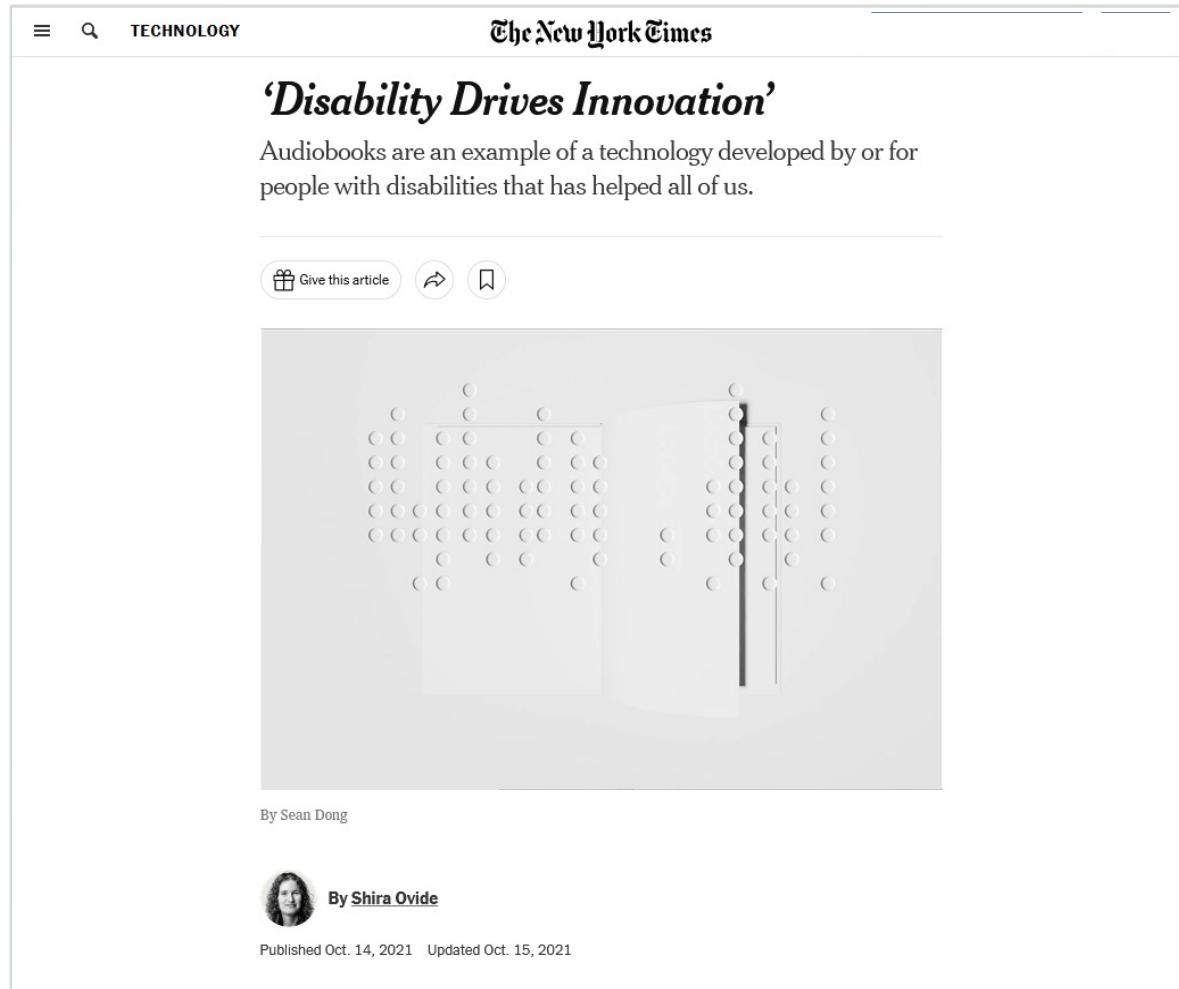 TECHNOLOGY
The New York Times
‘Disability Drives Innovation’
Audiobooks are an example of a technology developed by or for
people with disabilities that has helped all of us.
Give this article
By Sean Dong
By Shira Ovide
Published Oct. 14, 2021 Updated Oct. 15, 2021